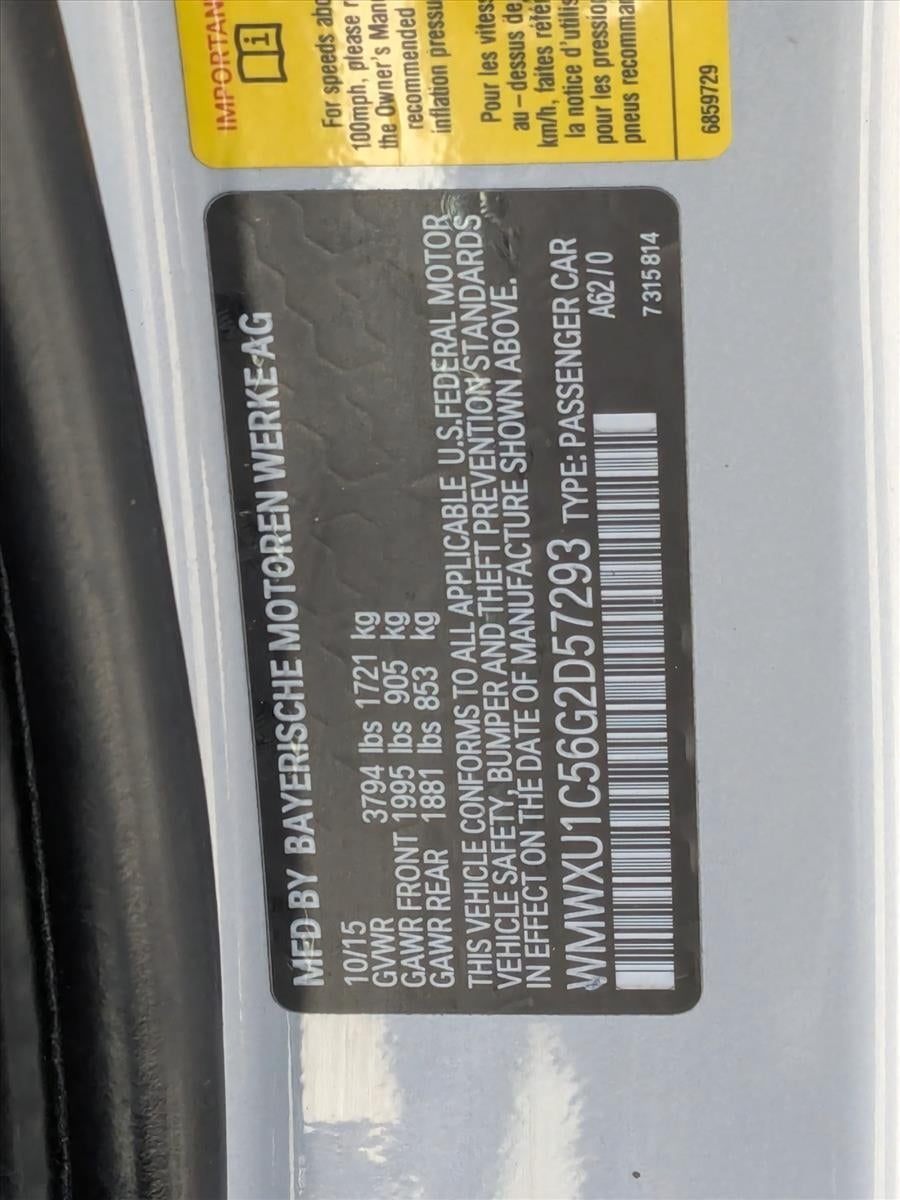 IMPORTAN
i
For speeds abo
100mph, please r
the Owner's Man
recommended
inflation pressu
Pour les vitess
au-dessus de
km/h, faites réfé
la notice d'utilis
pour les pression
pneus recomman
6859729
MFD BY BAYERISCHE MOTOREN WERKE AG
10/15
GVWR 3794 lbs 1721 kg
GAWR FRONT 1995 lbs 905 kg
GAWR REAR 1881 lbs 853 kg
THIS VEHICLE CONFORMS TO ALL APPLICABLE U.S.FEDERAL MOTOR
VEHICLE SAFETY, BUMPER AND THEFT PREVENTION STANDARDS
IN EFFECT ON THE DATE OF MANUFACTURE SHOWN ABOVE.
WMWXU1C56G2D57293 TYPE: PASSENGER CAR
A62/0
7315814